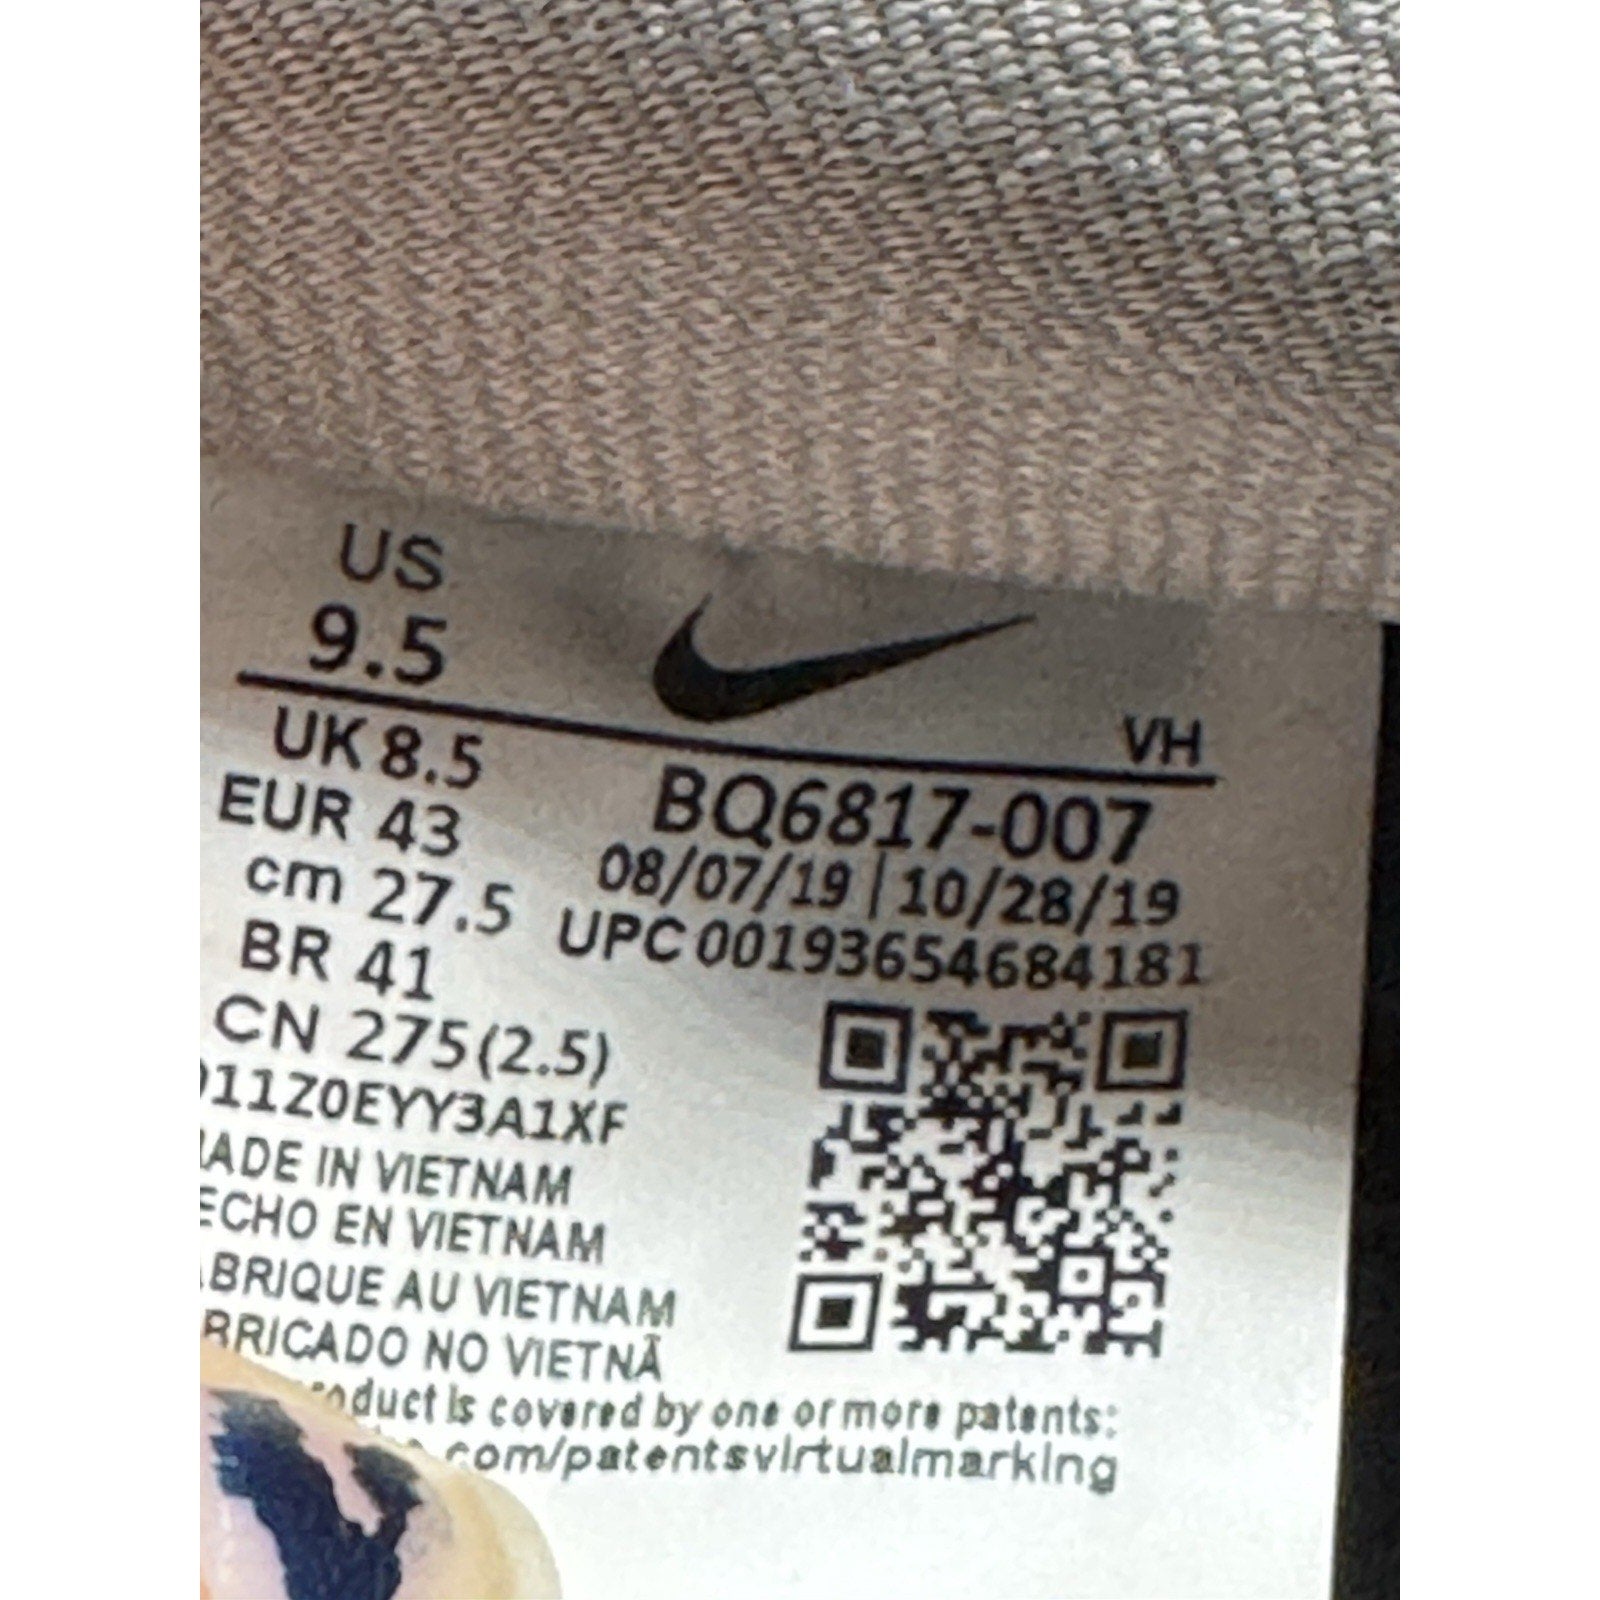 US
9.5
VH
UK 8.5
EUR 43
cm 27.5
BR 41
CN 275(2.5)
BQ6817-007
08/07/19 | 10/28/19
UPC 00193654684181
11Z0EYY3A1XF
ADE IN VIETNAM
ECHO EN VIETNAM
ABRIQUE AU VIETNAM
BRICADO NO VIETNÃ
oduct is covered by one or more patents:
.com/patentsvirtualmarking